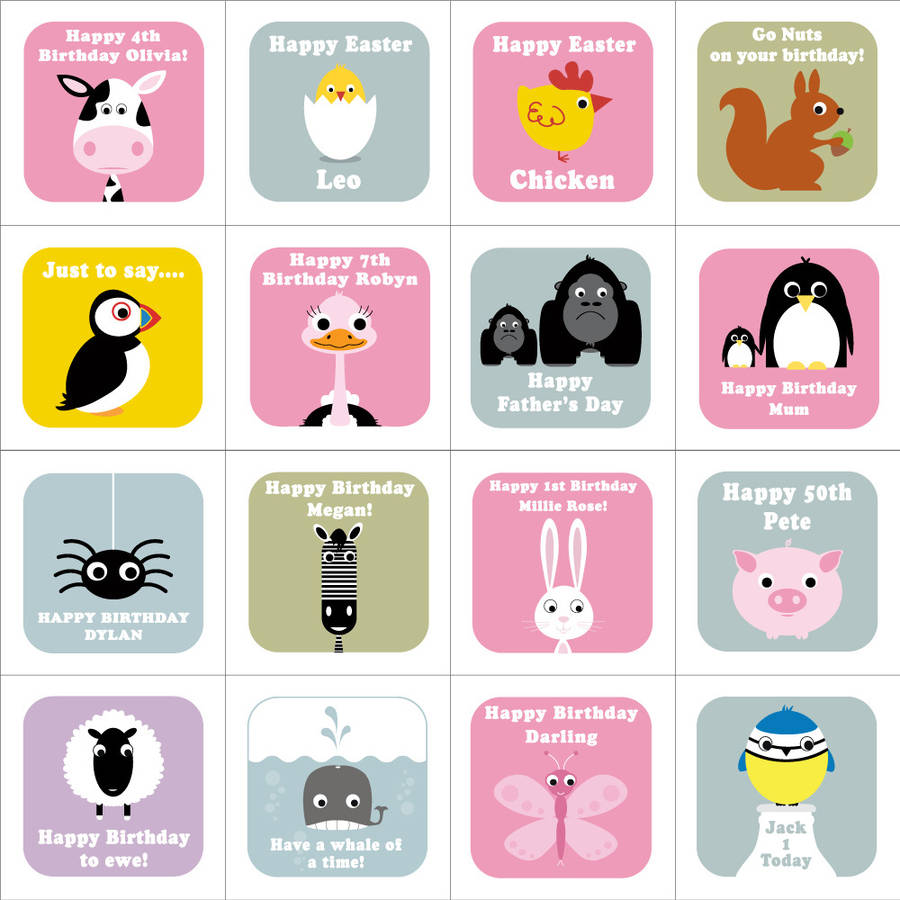 Happy 4th
Birthday Olivia!
Happy Easter
Leo
Happy Easter
Chicken
Go Nuts
on your birthday!
Just to say....
Happy 7th
Birthday Robyn
Happy
Father's Day
Happy Birthday
Mum
HAPPY BIRTHDAY
DYLAN
Happy Birthday
Megan!
Happy 1st Birthday
Millie Rose!
Happy 50th
Pete
Happy Birthday
to ewe!
Have a whale of
a time!
Happy Birthday
Darling
Jack
1
Today